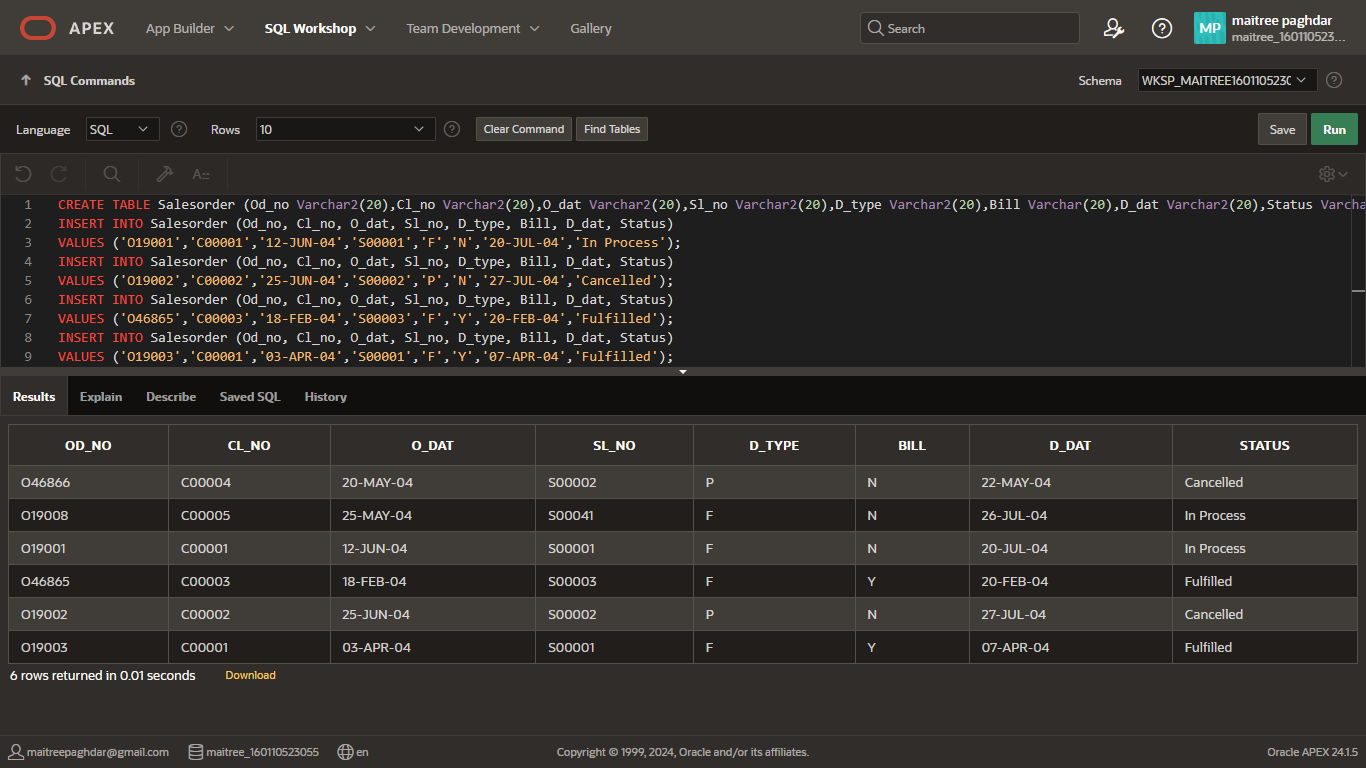 APEX App Builder SQL Workshop Team Development Gallery Search MP maitree paghdar
maitree_160110523...
SQL Commands Schema WKSP_MAITREE160110523
Language SQL Rows 10 Clear Command Find Tables Save Run
A::
1 CREATE TABLE Salesorder (Od_no Varchar2(20),Cl_no Varchar2(20),O_dat Varchar2(20),Sl_no Varchar2(20),D_type Varchar2(20),Bill Varchar(20),D_dat Varchar2(20),Status Varcha
2 INSERT INTO Salesorder (Od_no, Cl_no, O_dat, Sl_no, D_type, Bill, D_dat, Status)
3 VALUES ('O19001','C00001','12-JUN-04','S00001','F','N','20-JUL-04','In Process');
4 INSERT INTO Salesorder (Od_no, Cl_no, O_dat, Sl_no, D_type, Bill, D_dat, Status)
5 VALUES ('O19002','C00002','25-JUN-04','S00002','P','N','27-JUL-04','Cancelled');
6 INSERT INTO Salesorder (Od_no, Cl_no, O_dat, Sl_no, D_type, Bill, D_dat, Status)
7 VALUES ('O46865','C00003','18-FEB-04','S00003','F','Y','20-FEB-04','Fulfilled');
8 INSERT INTO Salesorder (Od_no, Cl_no, O_dat, Sl_no, D_type, Bill, D_dat, Status)
9 VALUES ('O19003','C00001','03-APR-04','S00001','F','Y','07-APR-04','Fulfilled');
Results Explain Describe Saved SQL History
OD_NO CL_NO O_DAT SL_NO D_TYPE BILL D_DAT STATUS
O46866 C00004 20-MAY-04 S00002 P N 22-MAY-04 Cancelled
O19008 C00005 25-MAY-04 S00041 F N 26-JUL-04 In Process
O19001 C00001 12-JUN-04 S00001 F N 20-JUL-04 In Process
O46865 C00003 18-FEB-04 S00003 F Y 20-FEB-04 Fulfilled
O19002 C00002 25-JUN-04 S00002 P N 27-JUL-04 Cancelled
O19003 C00001 03-APR-04 S00001 F Y 07-APR-04 Fulfilled
6 rows returned in 0.01 seconds Download
maitreepaghdar@gmail.com maitree_160110523055 en Copyright © 1999, 2024, Oracle and/or its affiliates. Oracle APEX 24.1.5